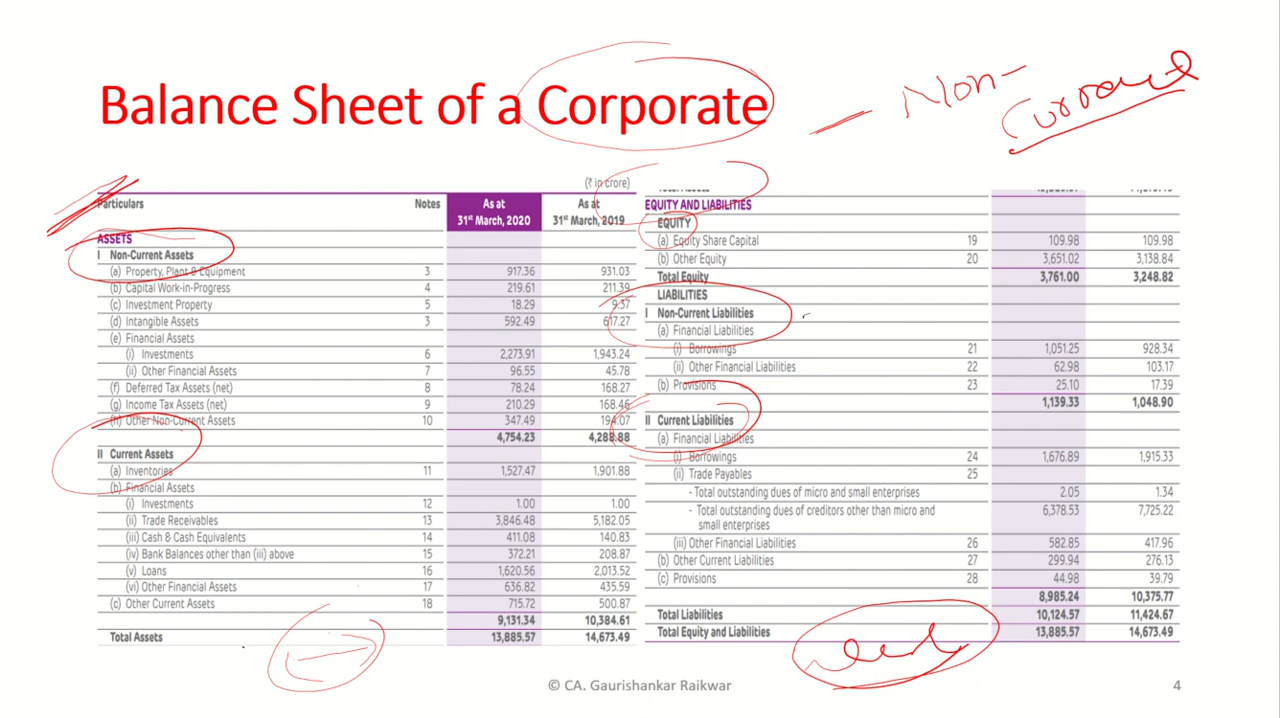 Balance Sheet of a Corporate
Non-
Current
(₹ in crore)
Particulars Notes As at 31st March, 2020 As at 31st March, 2019
ASSETS
I Non-Current Assets
(a) Property, Plant & Equipment 3 917.36 931.03
(b) Capital Work-in-Progress 4 219.61 211.39
(c) Investment Property 5 18.29 9.37
(d) Intangible Assets 3 592.49 617.27
(e) Financial Assets
(i) Investments 6 2,273.91 1,943.24
(ii) Other Financial Assets 7 96.55 45.78
(f) Deferred Tax Assets (net) 8 78.24 168.27
(g) Income Tax Assets (net) 9 210.29 168.46
(h) Other Non-Current Assets 10 347.49 194.07
4,754.23 4,288.88
II Current Assets
(a) Inventories 11 1,527.47 1,901.88
(b) Financial Assets
(i) Investments 12 1.00 1.00
(ii) Trade Receivables 13 3,846.48 5,182.05
(iii) Cash & Cash Equivalents 14 411.08 140.83
(iv) Bank Balances other than (iii) above 15 372.21 208.87
(v) Loans 16 1,620.56 2,013.52
(vi) Other Financial Assets 17 636.82 435.59
(c) Other Current Assets 18 715.72 500.87
9,131.34 10,384.61
Total Assets 13,885.57 14,673.49
EQUITY AND LIABILITIES
EQUITY
(a) Equity Share Capital 19 109.98 109.98
(b) Other Equity 20 3,651.02 3,138.84
Total Equity 3,761.00 3,248.82
LIABILITIES
I Non-Current Liabilities
(a) Financial Liabilities
(i) Borrowings 21 1,051.25 928.34
(ii) Other Financial Liabilities 22 62.98 103.17
(b) Provisions 23 25.10 17.39
1,139.33 1,048.90
II Current Liabilities
(a) Financial Liabilities
(i) Borrowings 24 1,676.89 1,915.33
(ii) Trade Payables 25
- Total outstanding dues of micro and small enterprises 2.05 1.34
- Total outstanding dues of creditors other than micro and 6,378.53 7,725.22
small enterprises
(iii) Other Financial Liabilities 26 582.85 417.96
(b) Other Current Liabilities 27 299.94 276.13
(c) Provisions 28 44.98 39.79
8,985.24 10,375.77
Total Liabilities 10,124.57 11,424.67
Total Equity and Liabilities 13,885.57 14,673.49
© CA. Gaurishankar Raikwar
4